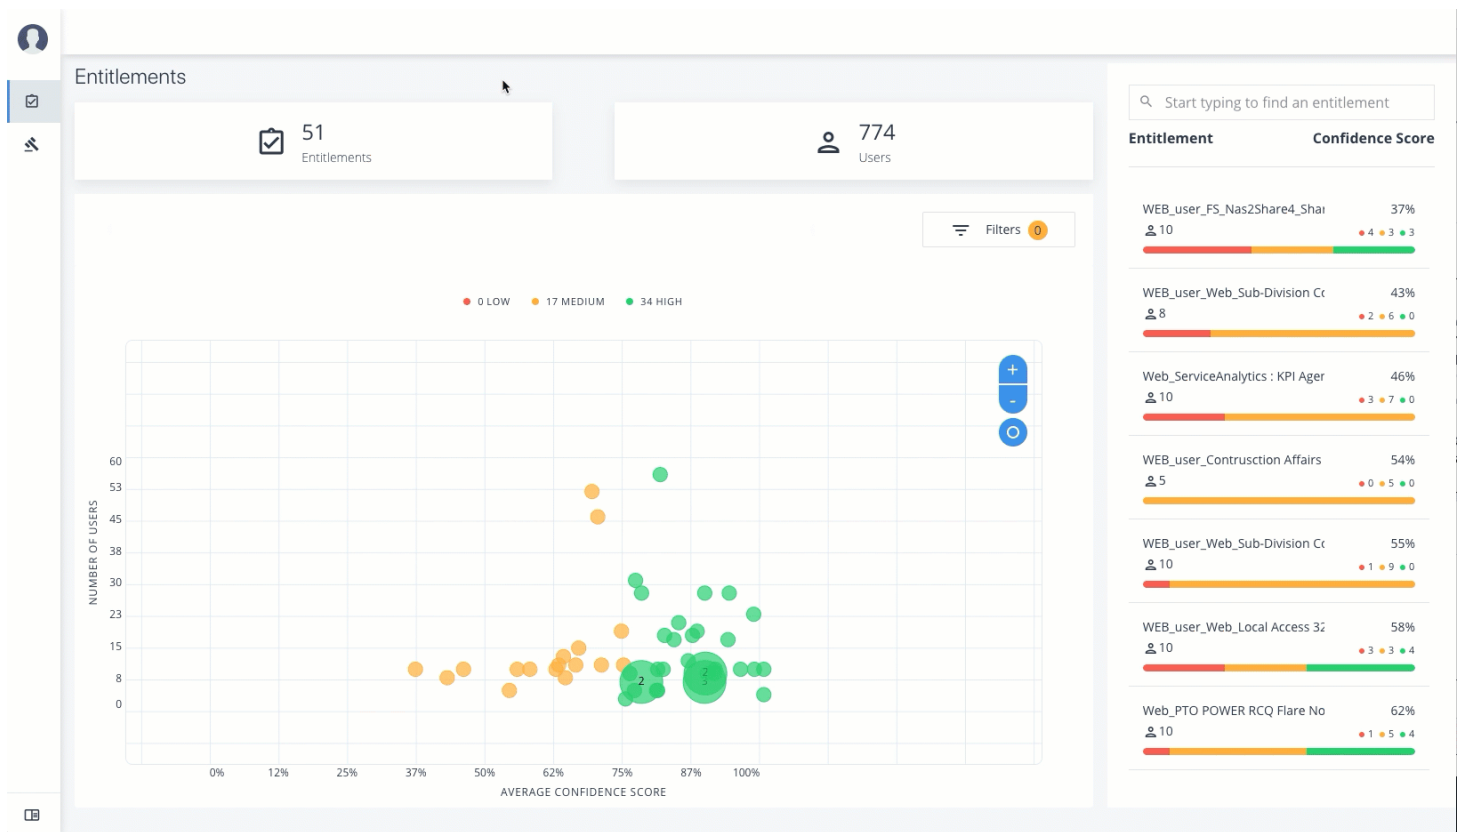 Entitlements
51
Entitlements
774
Users
Filters 0
0 LOW 17 MEDIUM 34 HIGH
+
-
NUMBER OF USERS
60
53
45
38
30
23
15
8
0
2
2
3
0% 12% 25% 37% 50% 62% 75% 87% 100%
AVERAGE CONFIDENCE SCORE
Start typing to find an entitlement
Entitlement Confidence Score
WEB_user_FS_Nas2Share4_Shar 37%
10 4 3 3
WEB_user_Web_Sub-Division Cc 43%
8 2 6 0
Web_ServiceAnalytics : KPI Ager 46%
10 3 7 0
WEB_user_Contrusction Affairs 54%
5 0 5 0
WEB_user_Web_Sub-Division Cc 55%
10 1 9 0
WEB_user_Web_Local Access 32 58%
10 3 3 4
Web_PTO POWER RCQ Flare No 62%
10 1 5 4